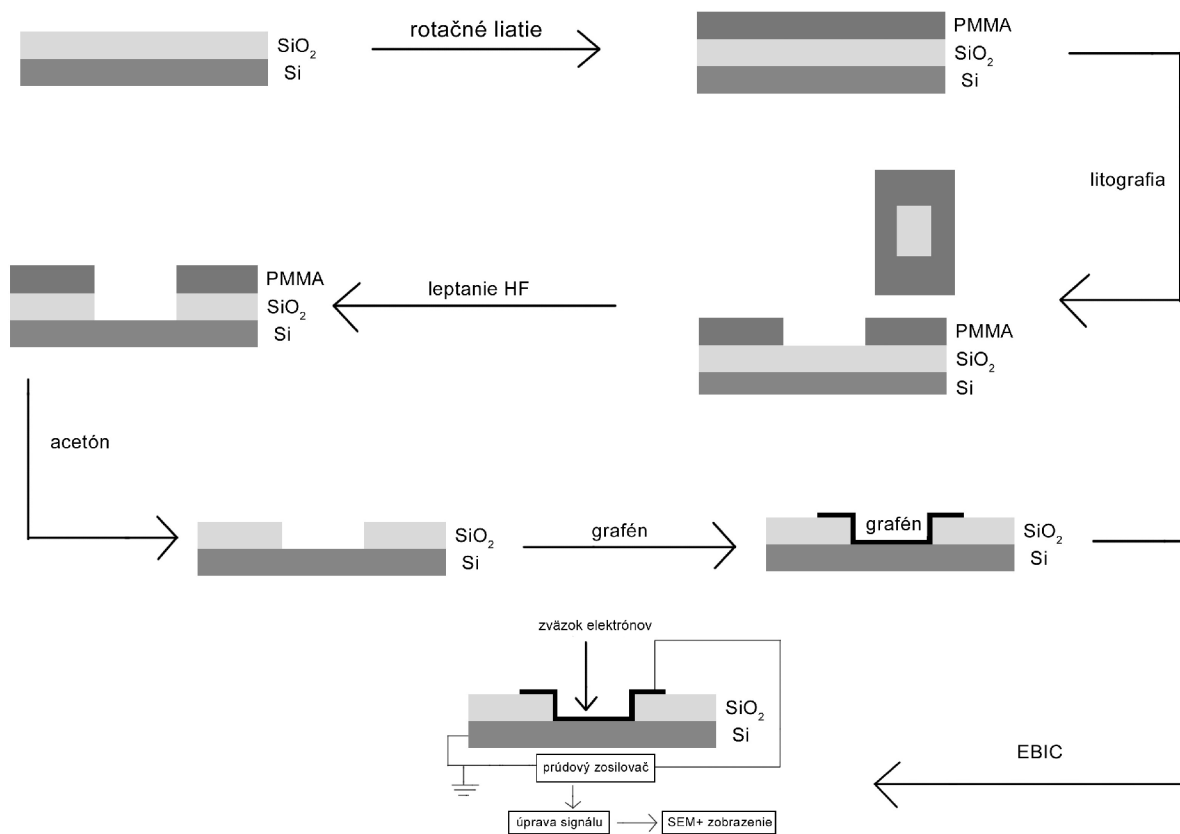 SiO₂
Si
rotačné liatie
PMMA
SiO₂
Si
litografia
PMMA
SiO₂
Si
leptanie HF
PMMA
SiO₂
Si
acetón
SiO₂
Si
grafén
grafén
SiO₂
Si
EBIC
zväzok elektrónov
SiO₂
Si
prúdový zosilovač
úprava signálu
SEM+ zobrazenie